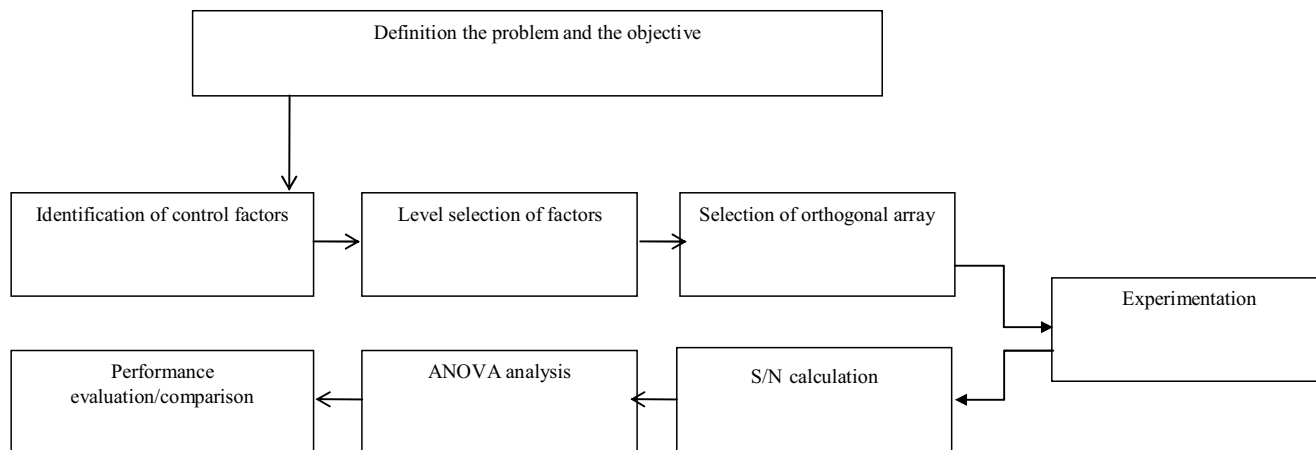 Definition the problem and the objective
Identification of control factors
Level selection of factors
Selection of orthogonal array
Experimentation
S/N calculation
ANOVA analysis
Performance
evaluation/comparison